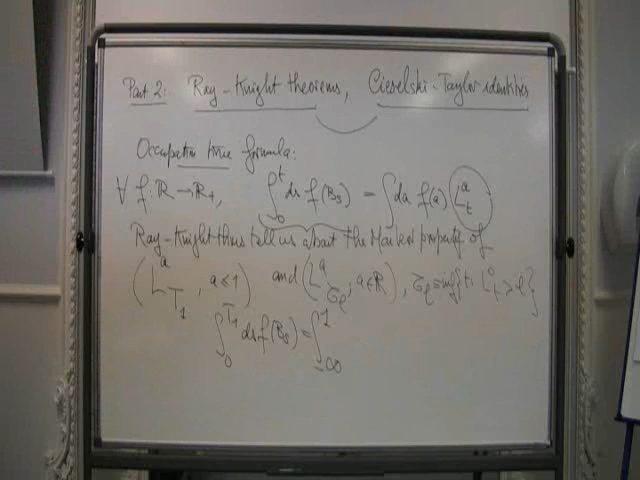 Part 2: Ray-Knight theorems, Ciesielski-Taylor identities
Occupation time formula:
∀ f: ℝ → ℝ₊, ∫₀ᵗ ds f(B_s) = ∫ da f(a) L_t^a
Ray-Knight thms tell us about the Markov property of
(L_{T_1}^a, a ≤ 1) and (L_{τ_ℓ}^a, a ∈ ℝ), τ_ℓ = inf{t: L_t^0 > ℓ}
∫₀^{T_1} ds f(B_s) = ∫_{-∞}^1